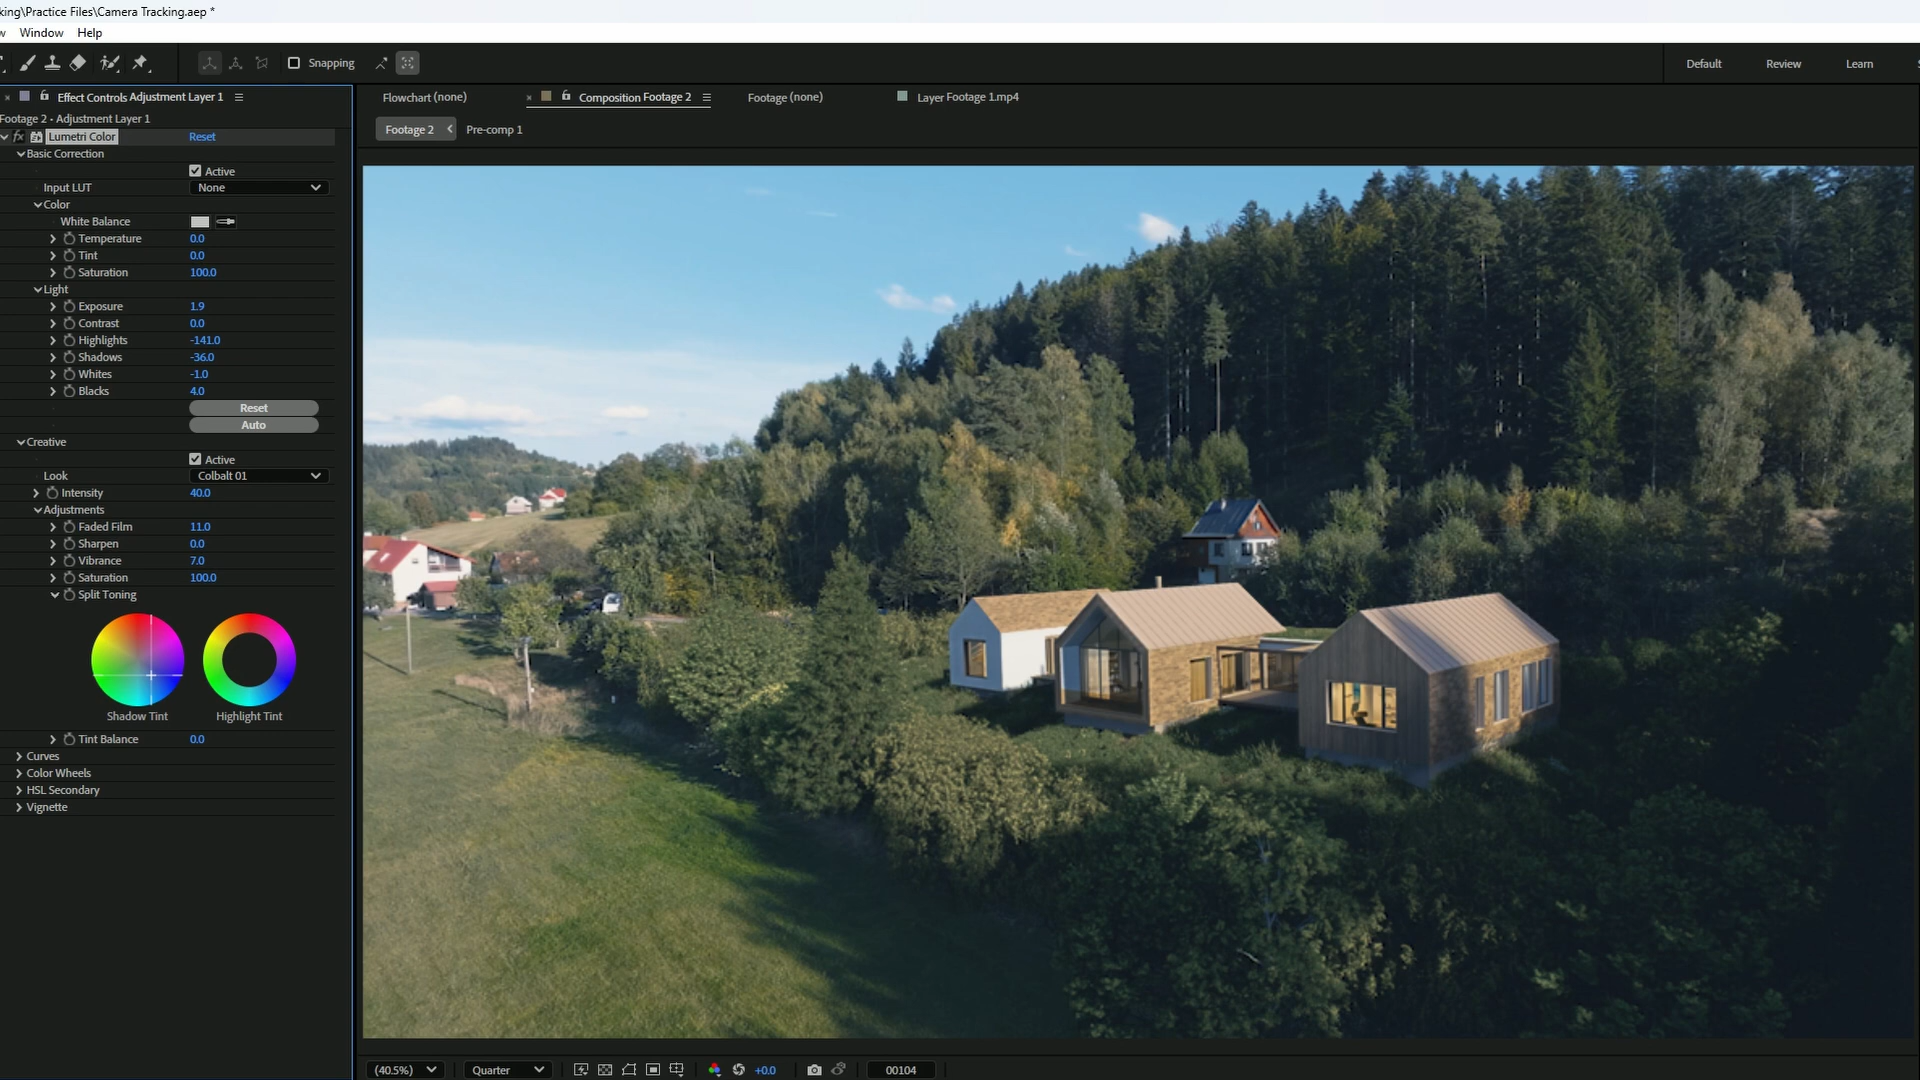 king\Practice Files\Camera Tracking.aep *
w Window Help
Snapping
Default Review Learn
Effect Controls Adjustment Layer 1
Flowchart (none) Composition Footage 2 Footage (none) Layer Footage 1.mp4
Footage 2 • Adjustment Layer 1
Footage 2 Pre-comp 1
fx Lumetri Color Reset
Basic Correction
Active
Input LUT None
Color
White Balance
Temperature 0.0
Tint 0.0
Saturation 100.0
Light
Exposure 1.9
Contrast 0.0
Highlights -141.0
Shadows -36.0
Whites -1.0
Blacks 4.0
Reset
Auto
Creative
Active
Look Colbalt 01
Intensity 40.0
Adjustments
Faded Film 11.0
Sharpen 0.0
Vibrance 7.0
Saturation 100.0
Split Toning
Shadow Tint Highlight Tint
Tint Balance 0.0
Curves
Color Wheels
HSL Secondary
Vignette
(40.5%) Quarter +0.0 00104